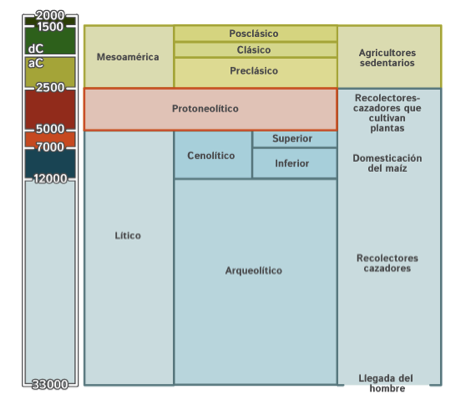 2000
1500
dC
aC
2500
5000
7000
12000
33000
Mesoamérica
Posclásico
Clásico
Preclásico
Agricultores
sedentarios
Protoneolítico
Recolectores-
cazadores que
cultivan
plantas
Lítico
Cenolítico
Superior
Inferior
Domesticación
del maíz
Arqueolítico
Recolectores
cazadores
Llegada del
hombre